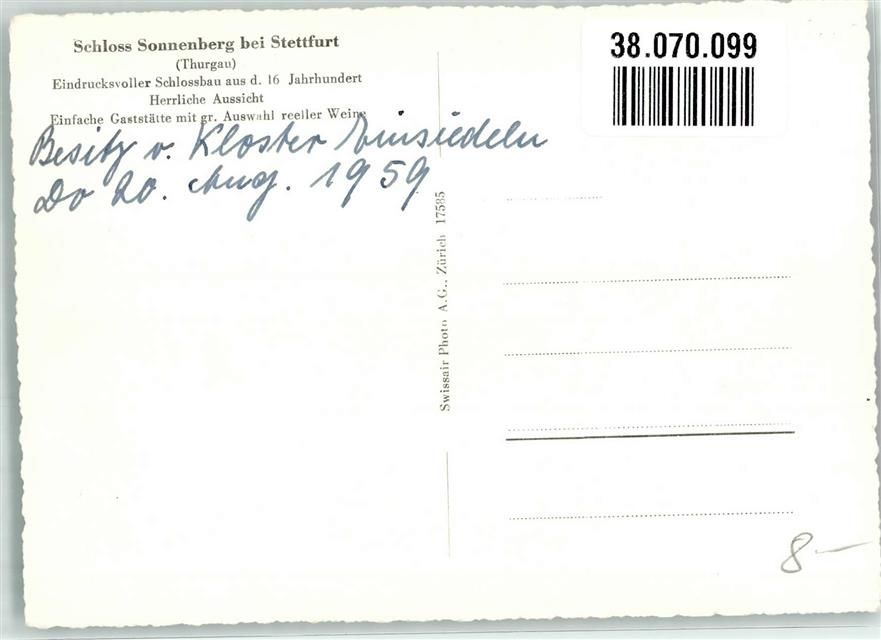 Schloss Sonnenberg bei Stettfurt
(Thurgau)
Eindrucksvoller Schlossbau aus d. 16 Jahrhundert
Herrliche Aussicht
Einfache Gaststätte mit gr. Auswahl reeller Weine
Besitz v. Kloster Einsiedeln
Do 20. Aug. 1959
Swissair Photo A.G., Zürich 17585
38.070.099
8.—